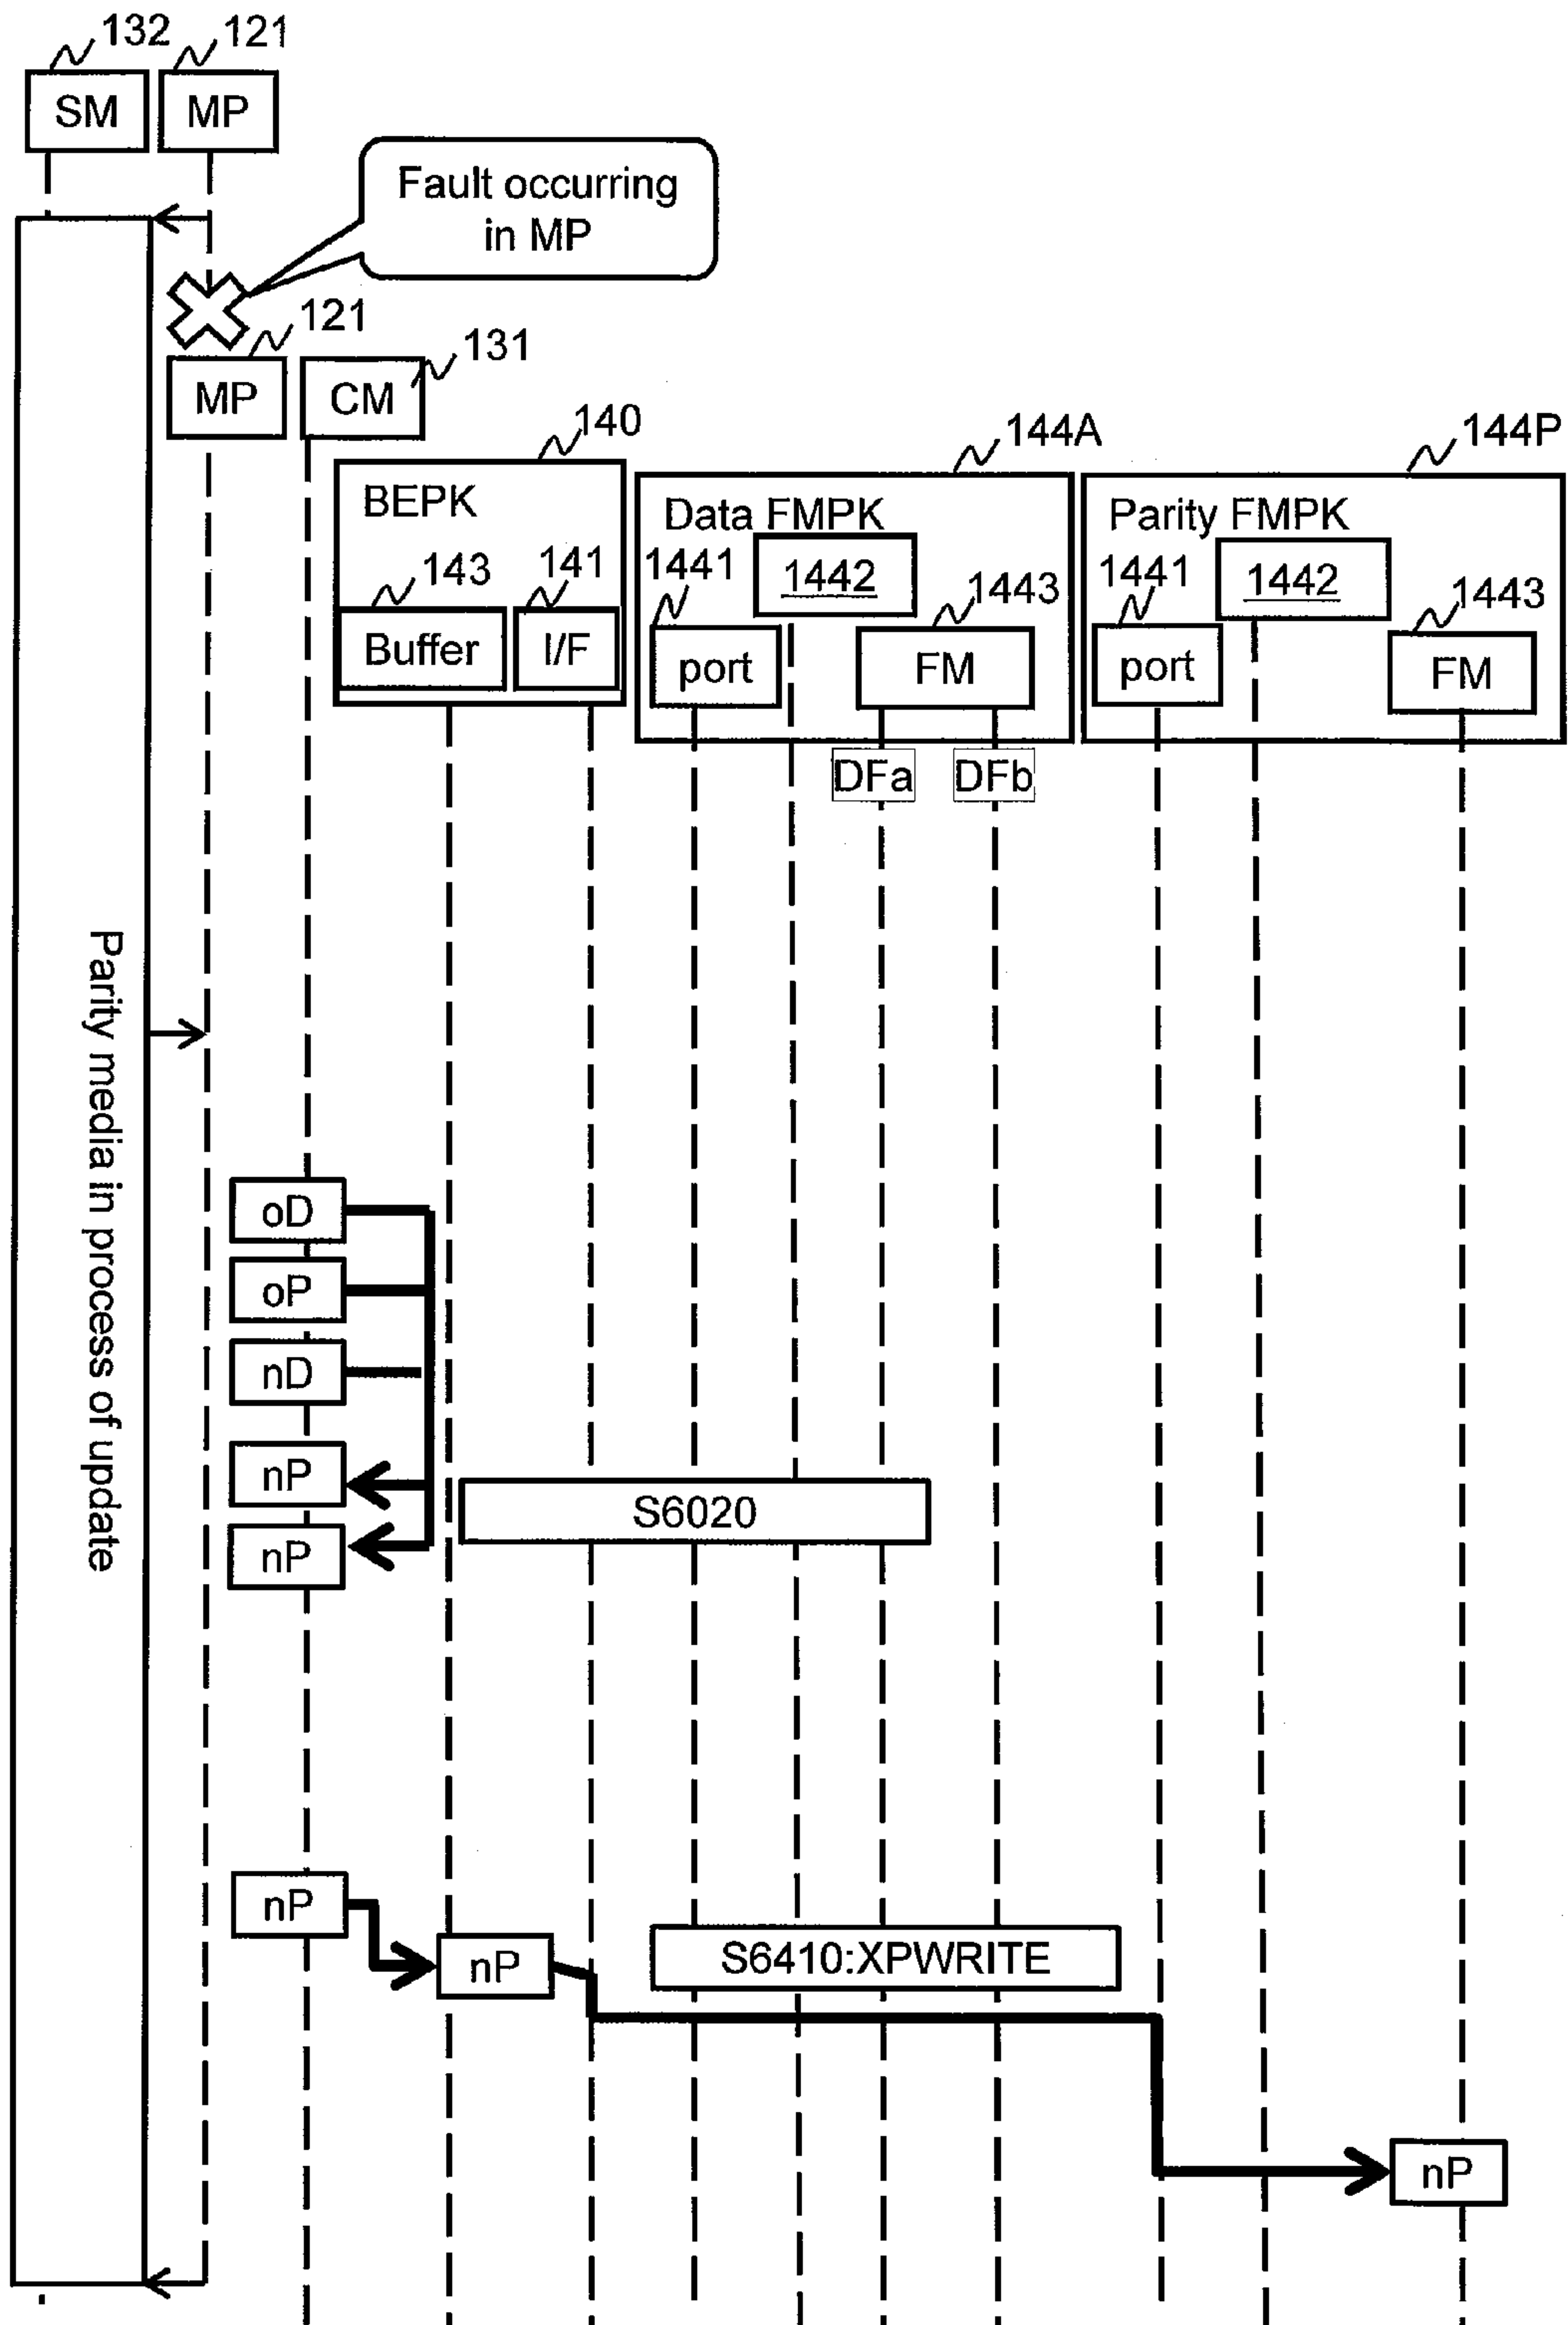 132
121
SM
MP
Fault occurring
in MP
121
131
MP
CM
140
144A
144P
BEPK
Data FMPK
Parity FMPK
143
141
1441
1442
1443
1441
1442
1443
Buffer
I/F
port
FM
port
FM
DFa
DFb
Parity media in process of update
oD
oP
nD
nP
S6020
nP
nP
nP
S6410:XPWRITE
nP